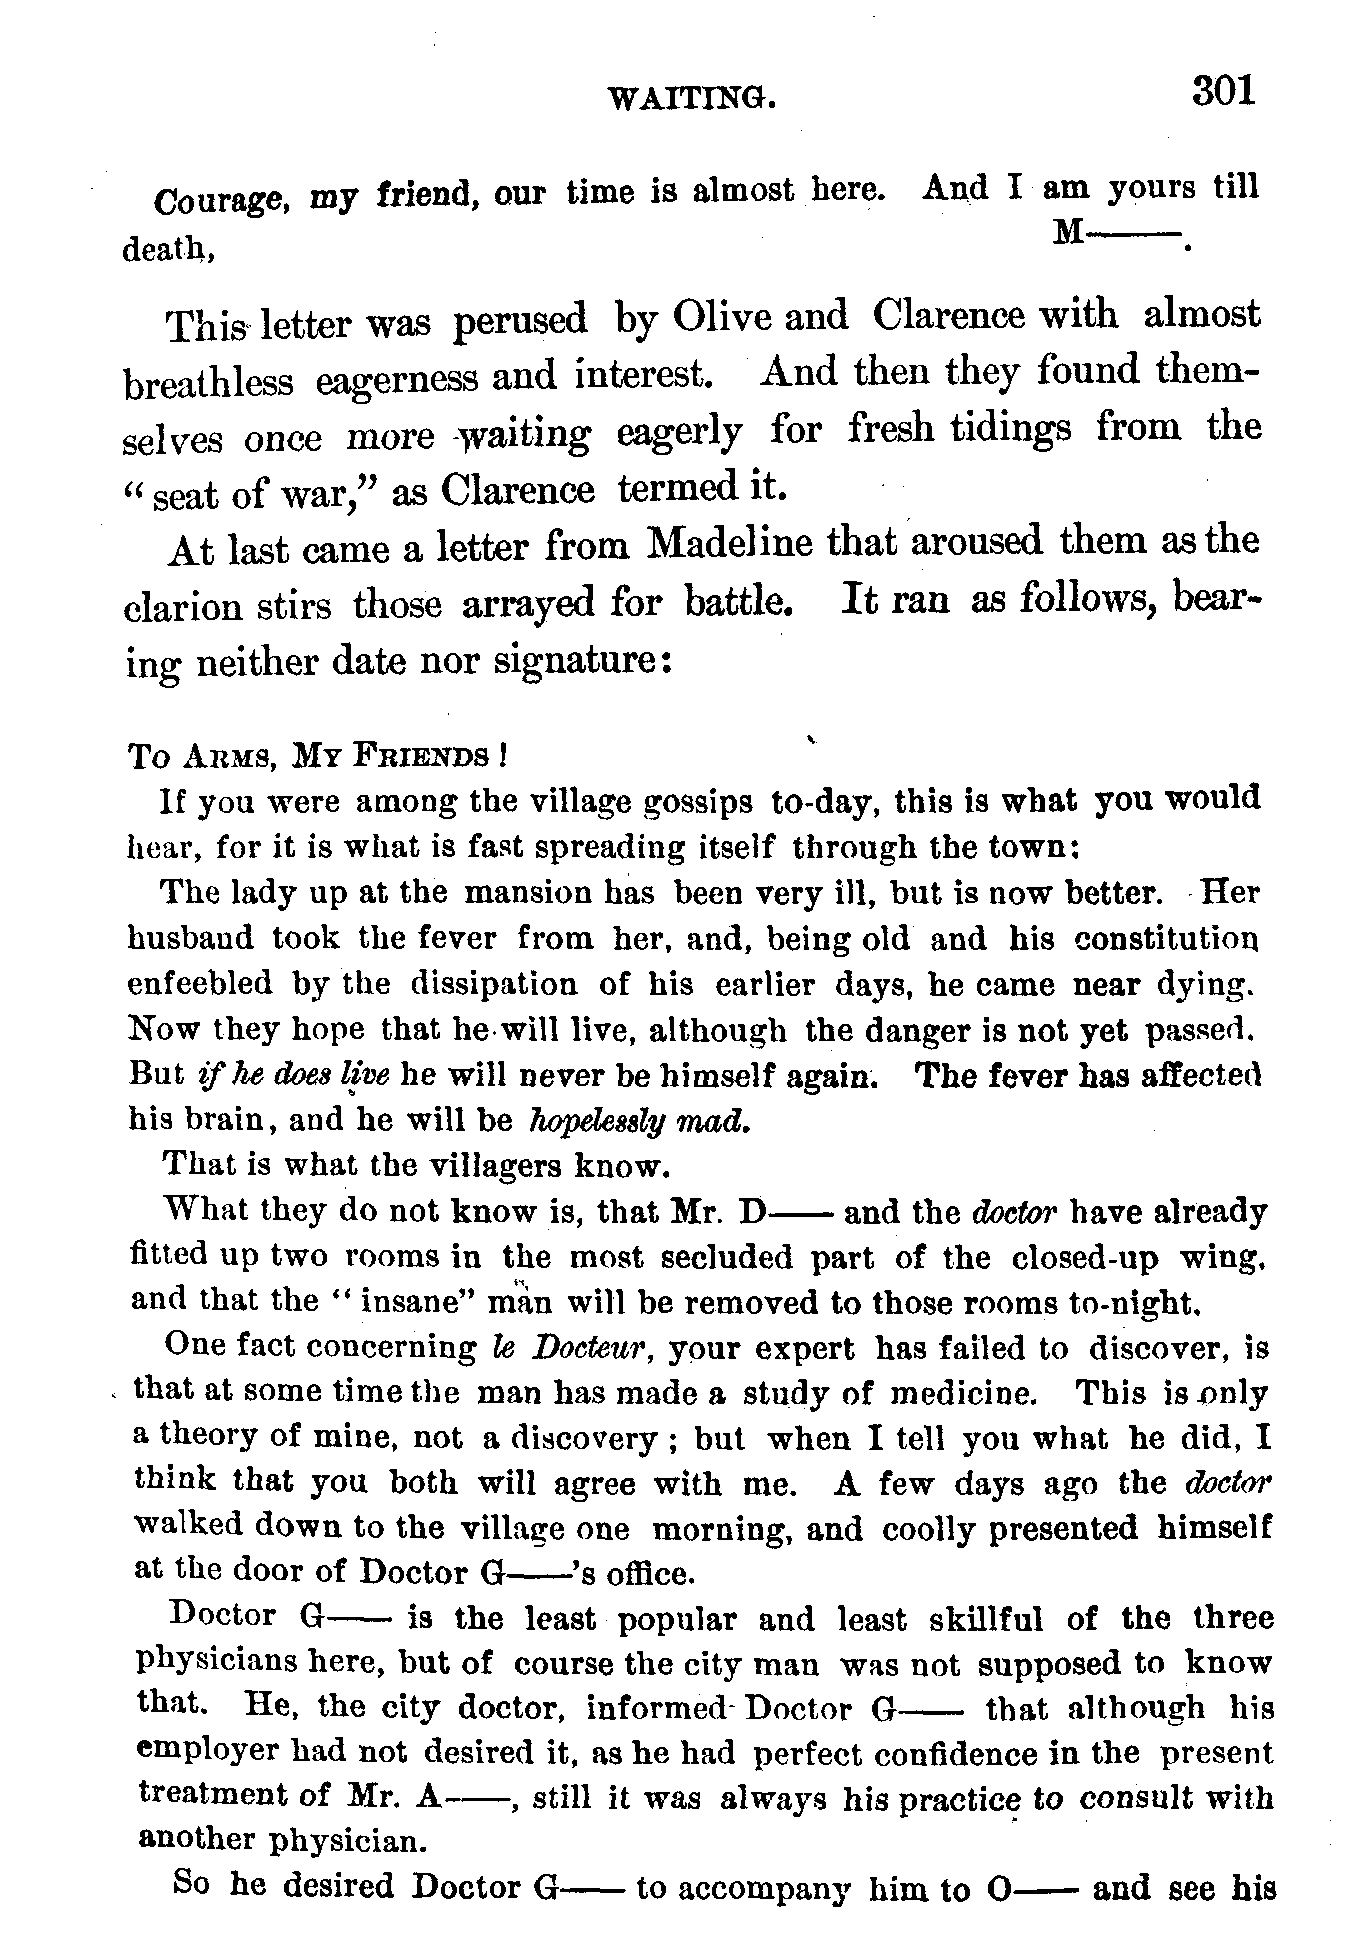 WAITING. 301
Courage, my friend, our time is almost here. And I am yours till
death, M——.
This letter was perused by Olive and Clarence with almost
breathless eagerness and interest. And then they found them-
selves once more waiting eagerly for fresh tidings from the
“seat of war,” as Clarence termed it.
At last came a letter from Madeline that aroused them as the
clarion stirs those arrayed for battle. It ran as follows, bear-
ing neither date nor signature:
To Arms, My Friends!
If you were among the village gossips to-day, this is what you would
hear, for it is what is fast spreading itself through the town:
The lady up at the mansion has been very ill, but is now better. Her
husband took the fever from her, and, being old and his constitution
enfeebled by the dissipation of his earlier days, he came near dying.
Now they hope that he will live, although the danger is not yet passed.
But if he does live he will never be himself again. The fever has affected
his brain, and he will be hopelessly mad.
That is what the villagers know.
What they do not know is, that Mr. D—— and the doctor have already
fitted up two rooms in the most secluded part of the closed-up wing,
and that the “insane” man will be removed to those rooms to-night.
One fact concerning le Docteur, your expert has failed to discover, is
that at some time the man has made a study of medicine. This is only
a theory of mine, not a discovery; but when I tell you what he did, I
think that you both will agree with me. A few days ago the doctor
walked down to the village one morning, and coolly presented himself
at the door of Doctor G——’s office.
Doctor G—— is the least popular and least skillful of the three
physicians here, but of course the city man was not supposed to know
that. He, the city doctor, informed Doctor G—— that although his
employer had not desired it, as he had perfect confidence in the present
treatment of Mr. A——, still it was always his practice to consult with
another physician.
So he desired Doctor G—— to accompany him to O—— and see his